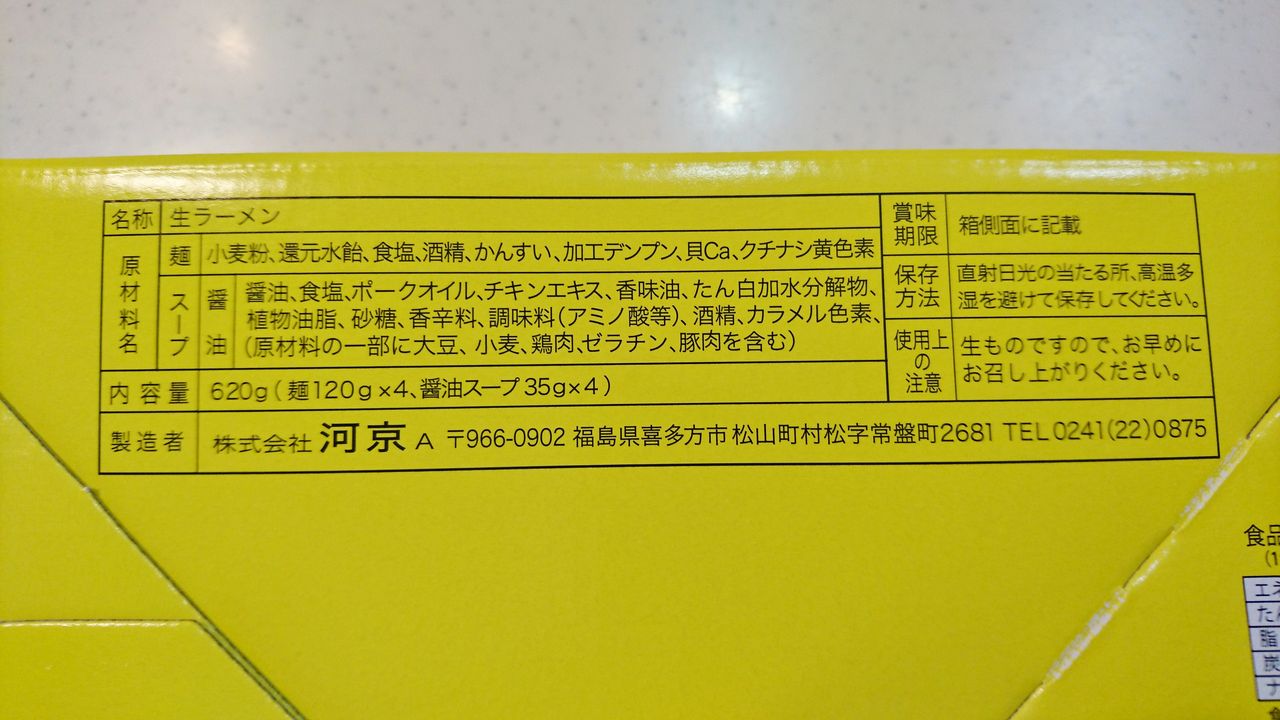 名称 生ラーメン
原材料名
麺 小麦粉、還元水飴、食塩、酒精、かんすい、加工デンプン、貝Ca、クチナシ黄色素
スープ 醤油 醤油、食塩、ポークオイル、チキンエキス、香味油、たん白加水分解物、
植物油脂、砂糖、香辛料、調味料(アミノ酸等)、酒精、カラメル色素、
(原材料の一部に大豆、小麦、鶏肉、ゼラチン、豚肉を含む)
内容量 620g(麺120g×4、醤油スープ35g×4)
賞味
期限
箱側面に記載
保存
方法
直射日光の当たる所、高温多
湿を避けて保存してください。
使用上
の
注意
生ものですので、お早めに
お召し上がりください。
製造者 株式会社 河京 A 〒966-0902 福島県喜多方市松山町村松字常盤町2681 TEL0241(22)0875
食品
(1
エネ
たん
脂
炭
ナ